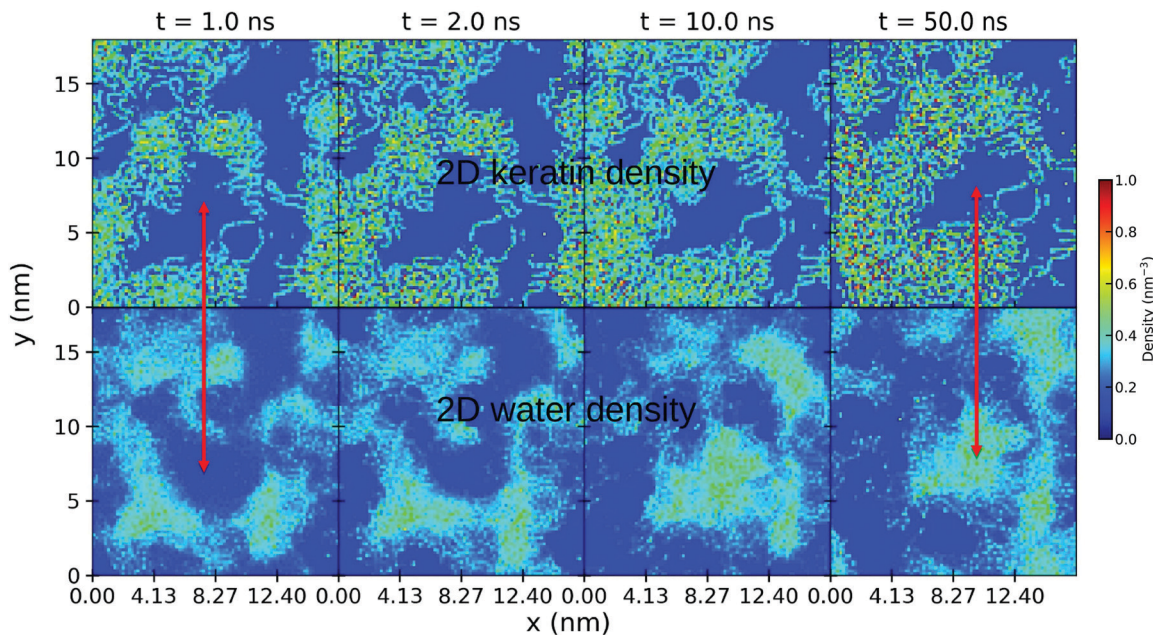 t = 1.0 ns t = 2.0 ns t = 10.0 ns t = 50.0 ns
15
10
5
0
2D keratin density
y (nm)
15
10
5
0
2D water density
0.00 4.13 8.27 12.40 0.00 4.13 8.27 12.40 0.00 4.13 8.27 12.40 0.00 4.13 8.27 12.40
x (nm)
1.0
0.8
0.6
0.4
0.2
0.0
Density (nm⁻³)